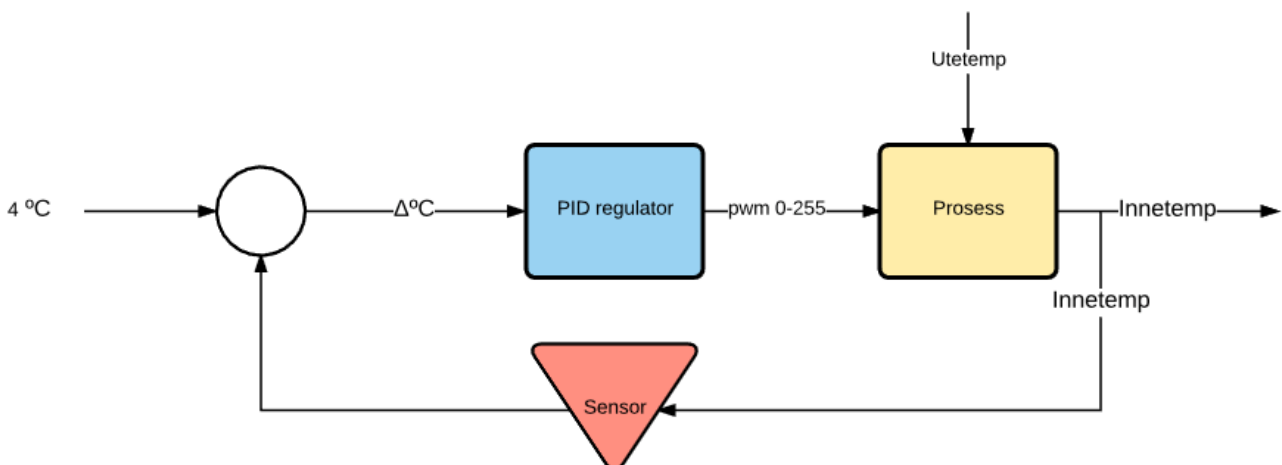 Utetemp
4 ºC
ΔºC
PID regulator
pwm 0-255
Prosess
Innetemp
Innetemp
Sensor